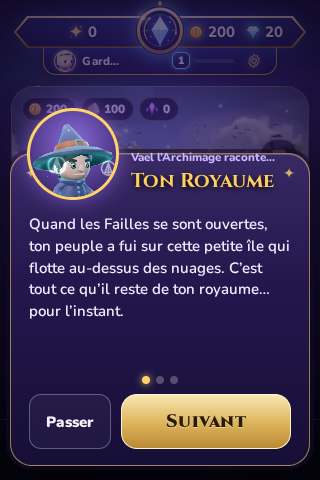 0
200
20
Gard...
1
200
100
0
Vael l'Archimage raconte...
Ton Royaume
Quand les Failles se sont ouvertes,
ton peuple a fui sur cette petite île qui
flotte au-dessus des nuages. C'est
tout ce qu'il reste de ton royaume...
pour l'instant.
Passer
Suivant